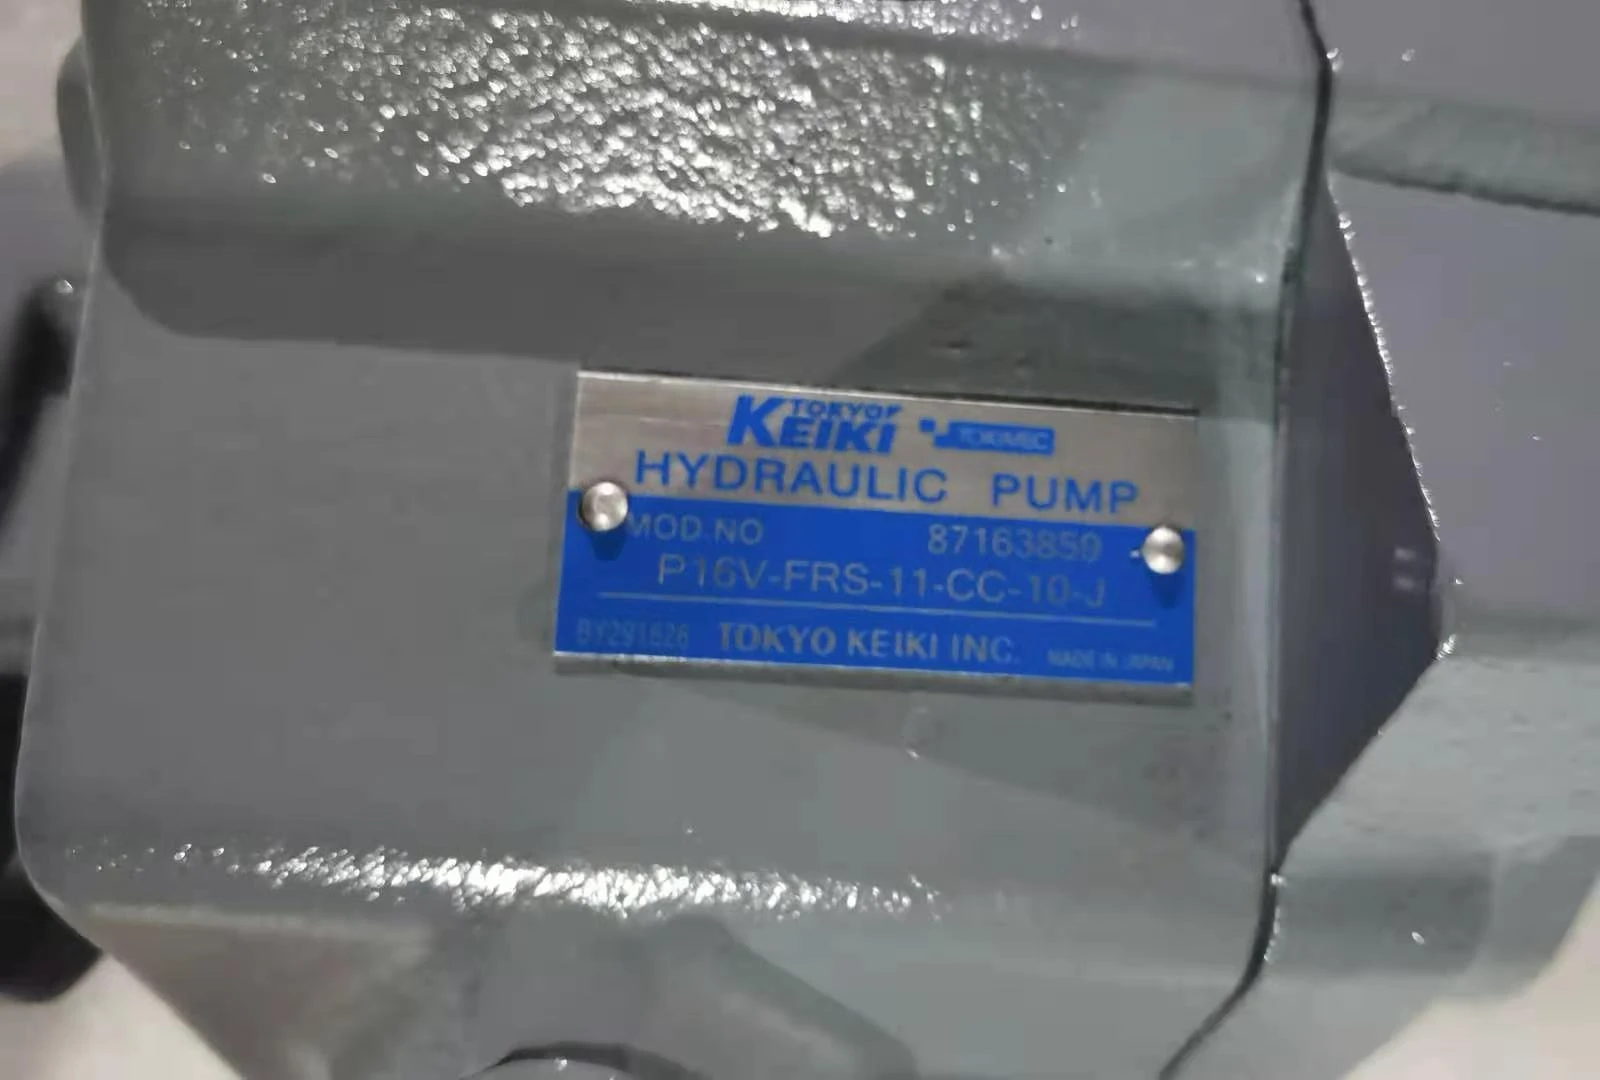 TOKYO KEIKI TOKIMEC
HYDRAULIC PUMP
MOD.NO 87163859
P16V-FRS-11-CC-10-J
BY291626 TOKYO KEIKI INC. MADE IN JAPAN